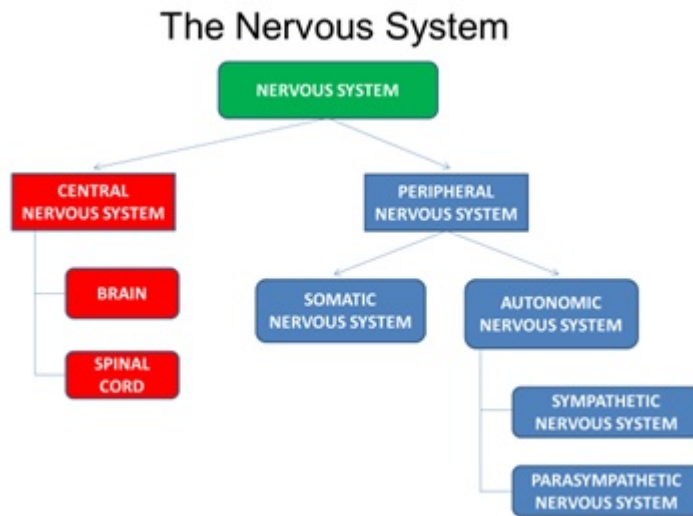 The Nervous System
NERVOUS SYSTEM
CENTRAL
NERVOUS SYSTEM
PERIPHERAL
NERVOUS SYSTEM
BRAIN
SPINAL
CORD
SOMATIC
NERVOUS SYSTEM
AUTONOMIC
NERVOUS SYSTEM
SYMPATHETIC
NERVOUS SYSTEM
PARASYMPATHETIC
NERVOUS SYSTEM